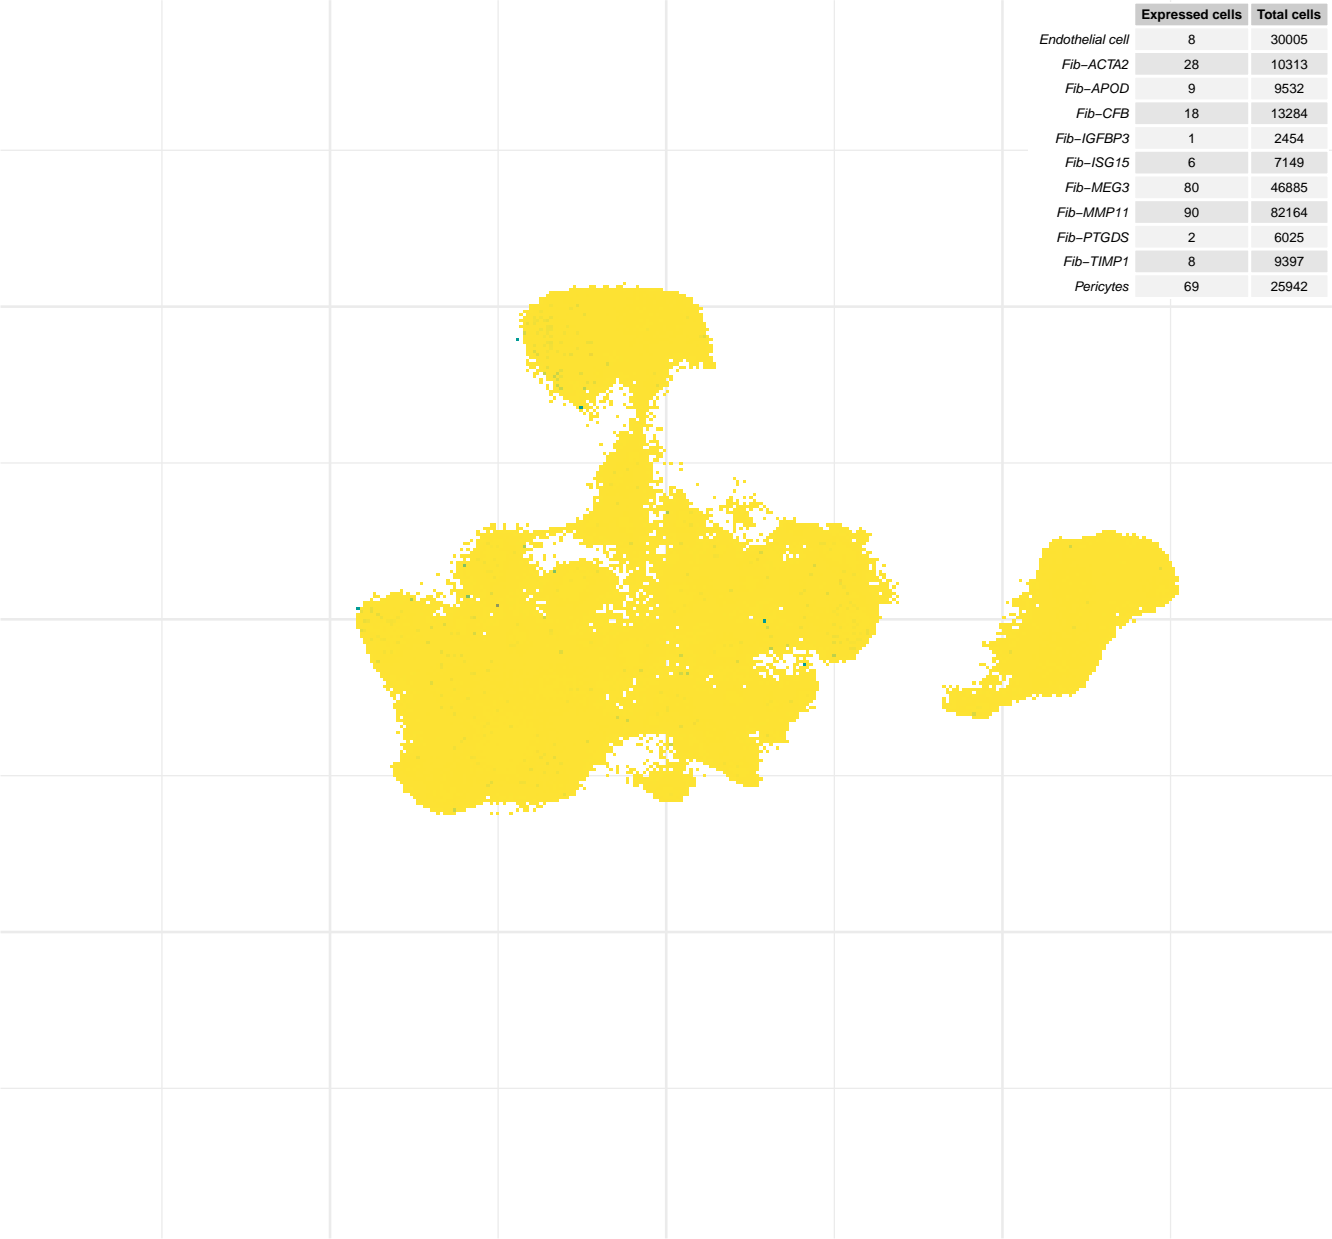 Expressed cells Total cells
Endothelial cell 8 30005
Fib−ACTA2 28 10313
Fib−APOD 9 9532
Fib−CFB 18 13284
Fib−IGFBP3 1 2454
Fib−ISG15 6 7149
Fib−MEG3 80 46885
Fib−MMP11 90 82164
Fib−PTGDS 2 6025
Fib−TIMP1 8 9397
Pericytes 69 25942